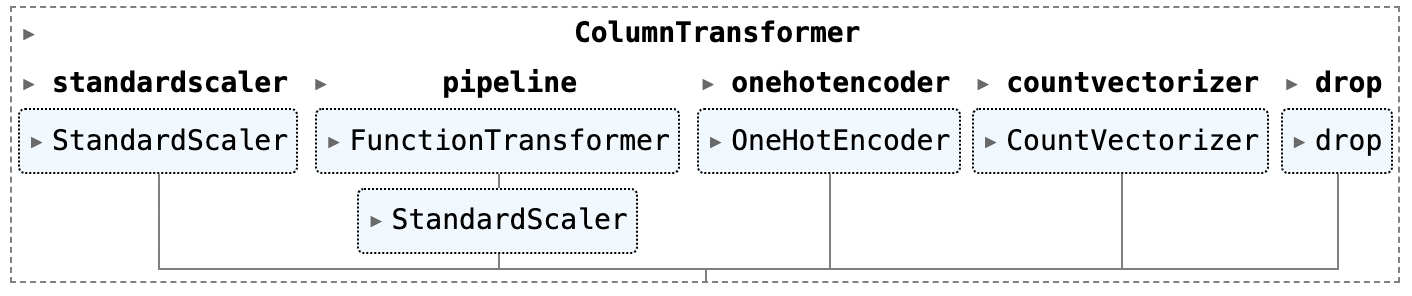 ColumnTransformer
standardscaler pipeline onehotencoder countvectorizer drop
StandardScaler FunctionTransformer OneHotEncoder CountVectorizer drop
StandardScaler